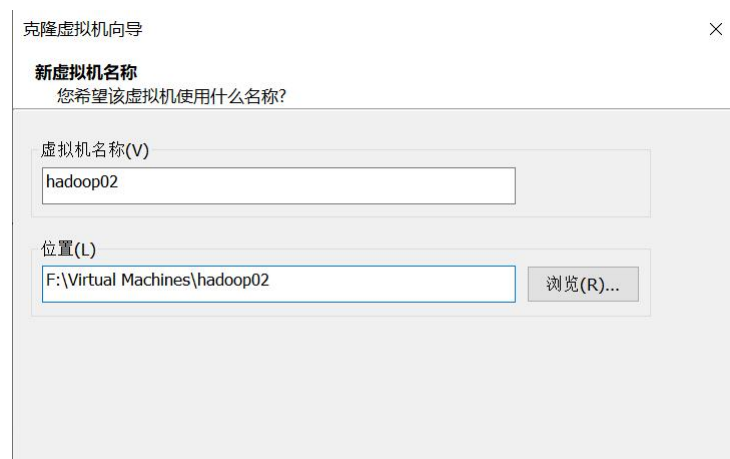 克隆虚拟机向导
新虚拟机名称
您希望该虚拟机使用什么名称?
虚拟机名称(V)
hadoop02
位置(L)
F:\Virtual Machines\hadoop02
浏览(R)...